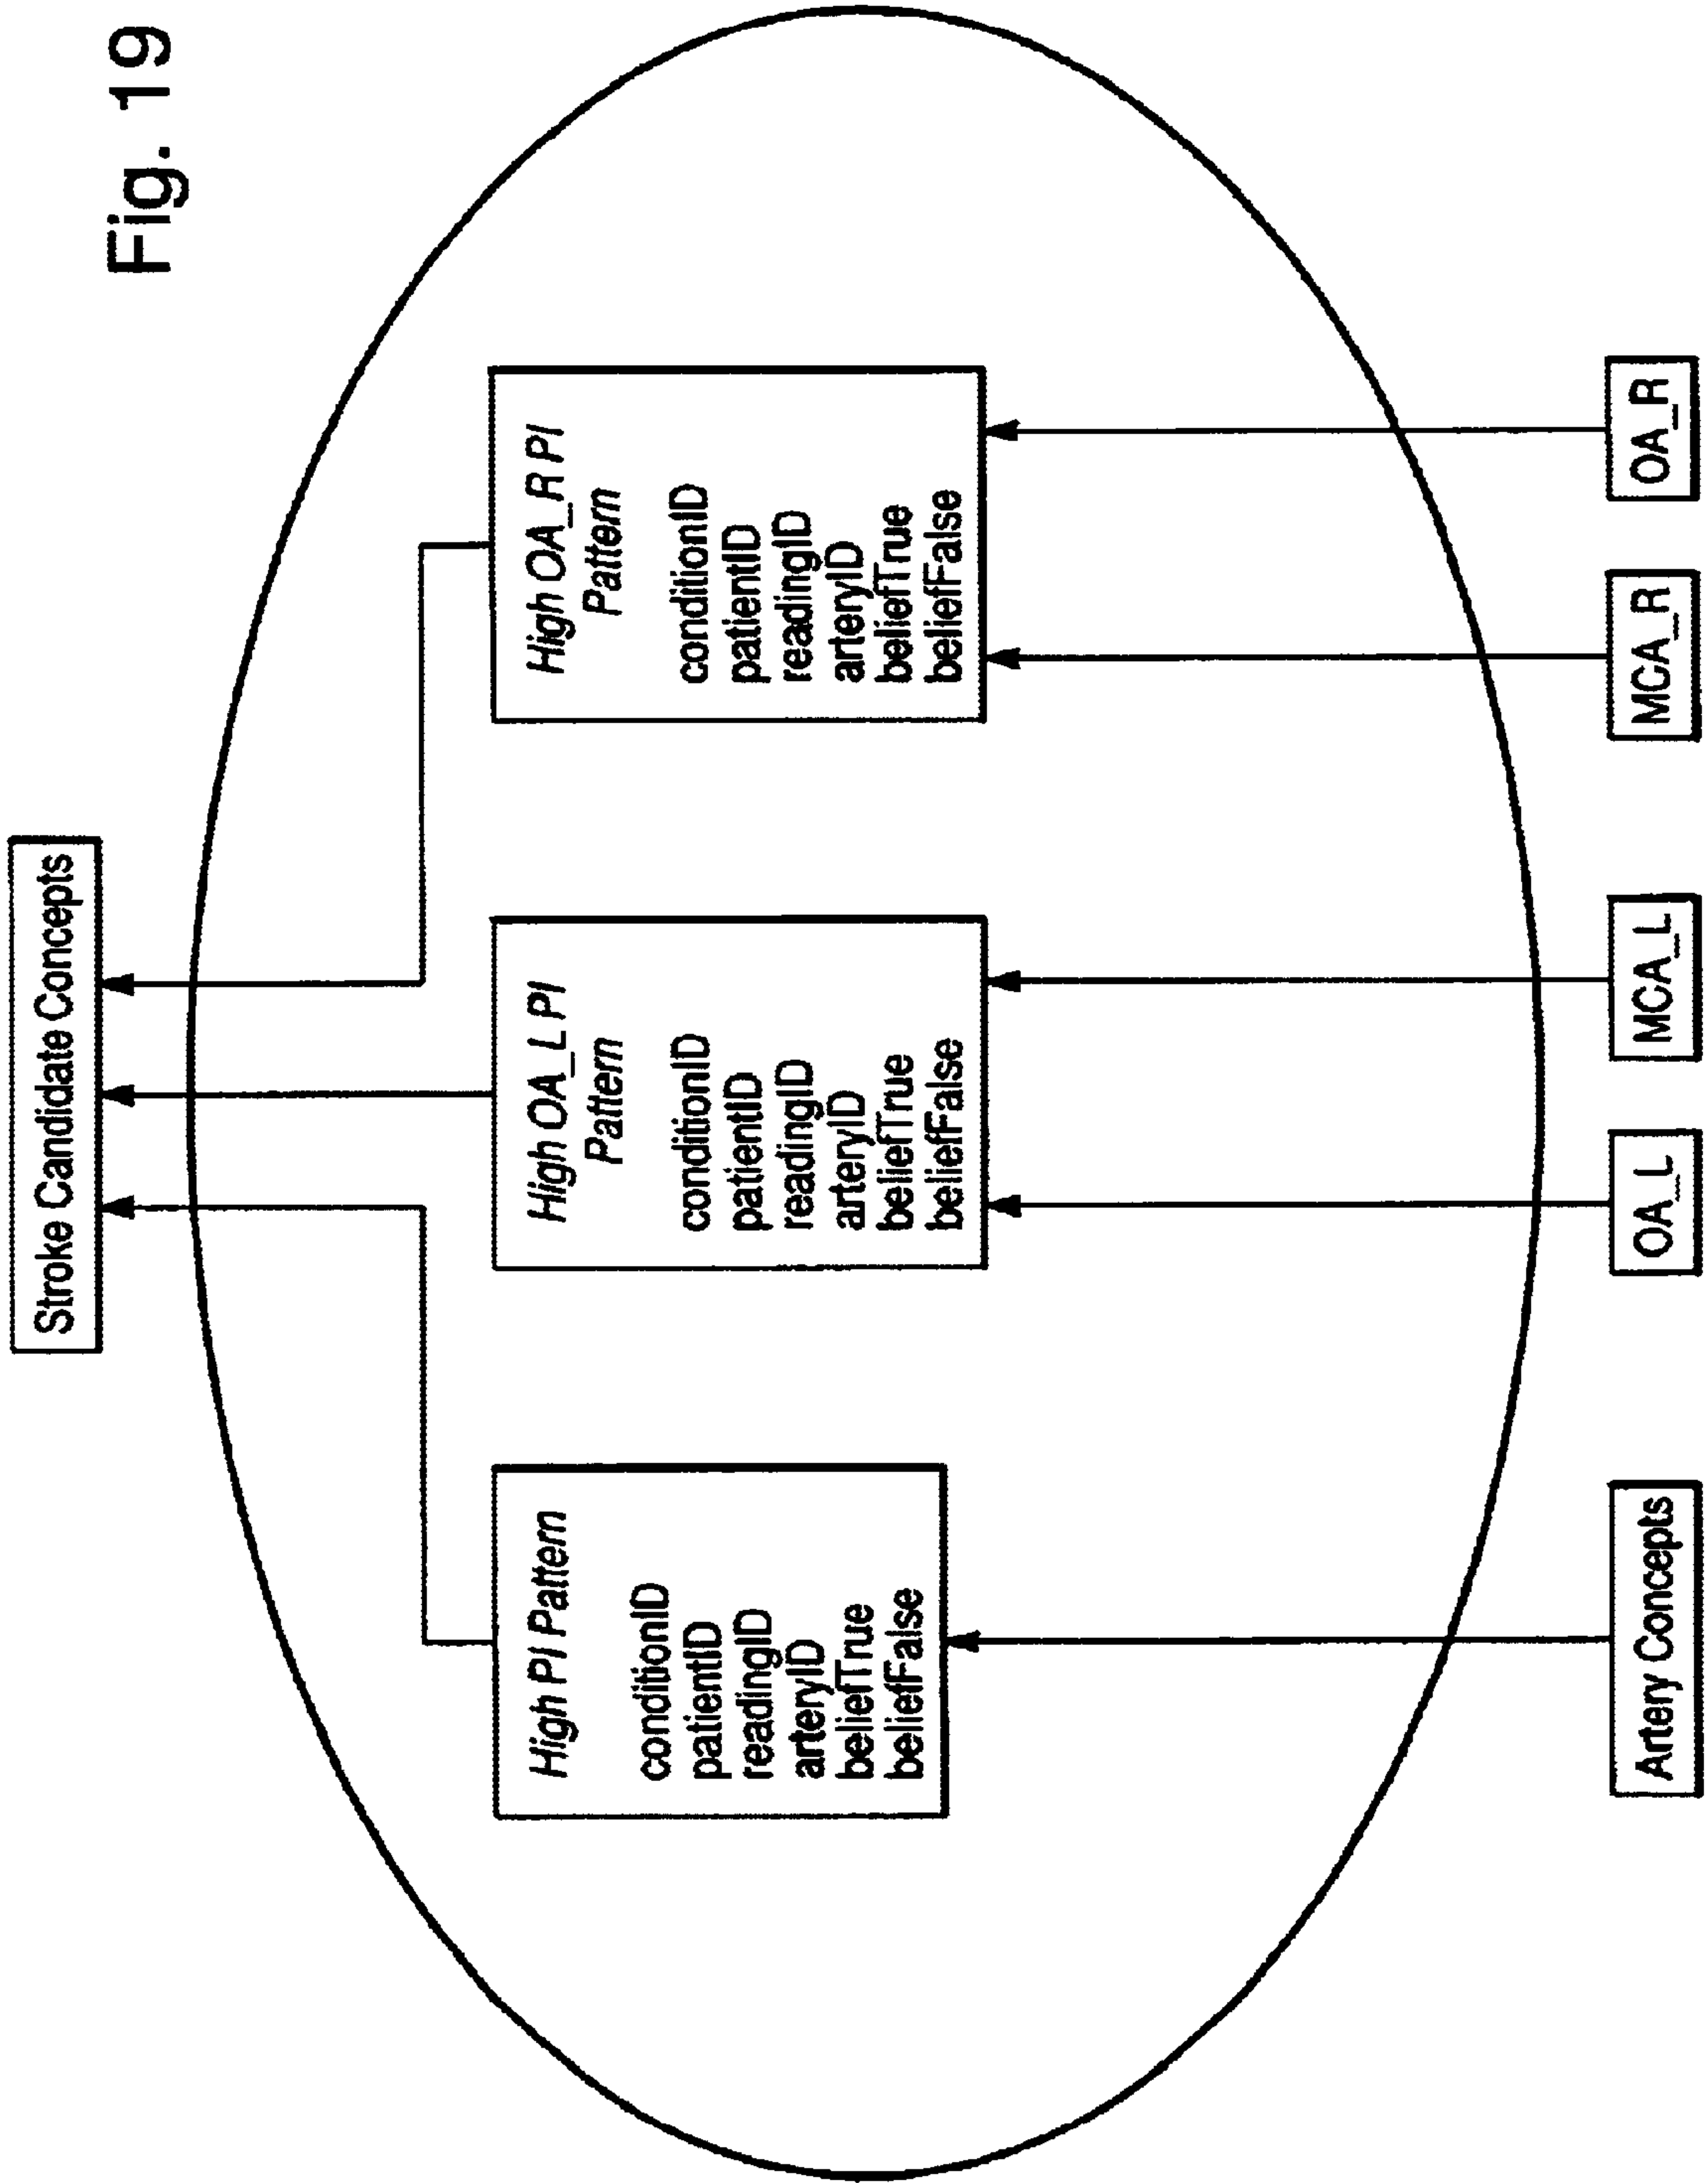 Fig. 19
Stroke Candidate Concepts
High PI Pattern
conditionID
patientID
readingID
arteryID
beliefTrue
beliefFalse
High OA_L PI
Pattern
conditionID
patientID
readingID
arteryID
beliefTrue
beliefFalse
High OA_R PI
Pattern
conditionID
patientID
readingID
arteryID
beliefTrue
beliefFalse
Artery Concepts
OA_L
MCA_L
MCA_R
OA_R